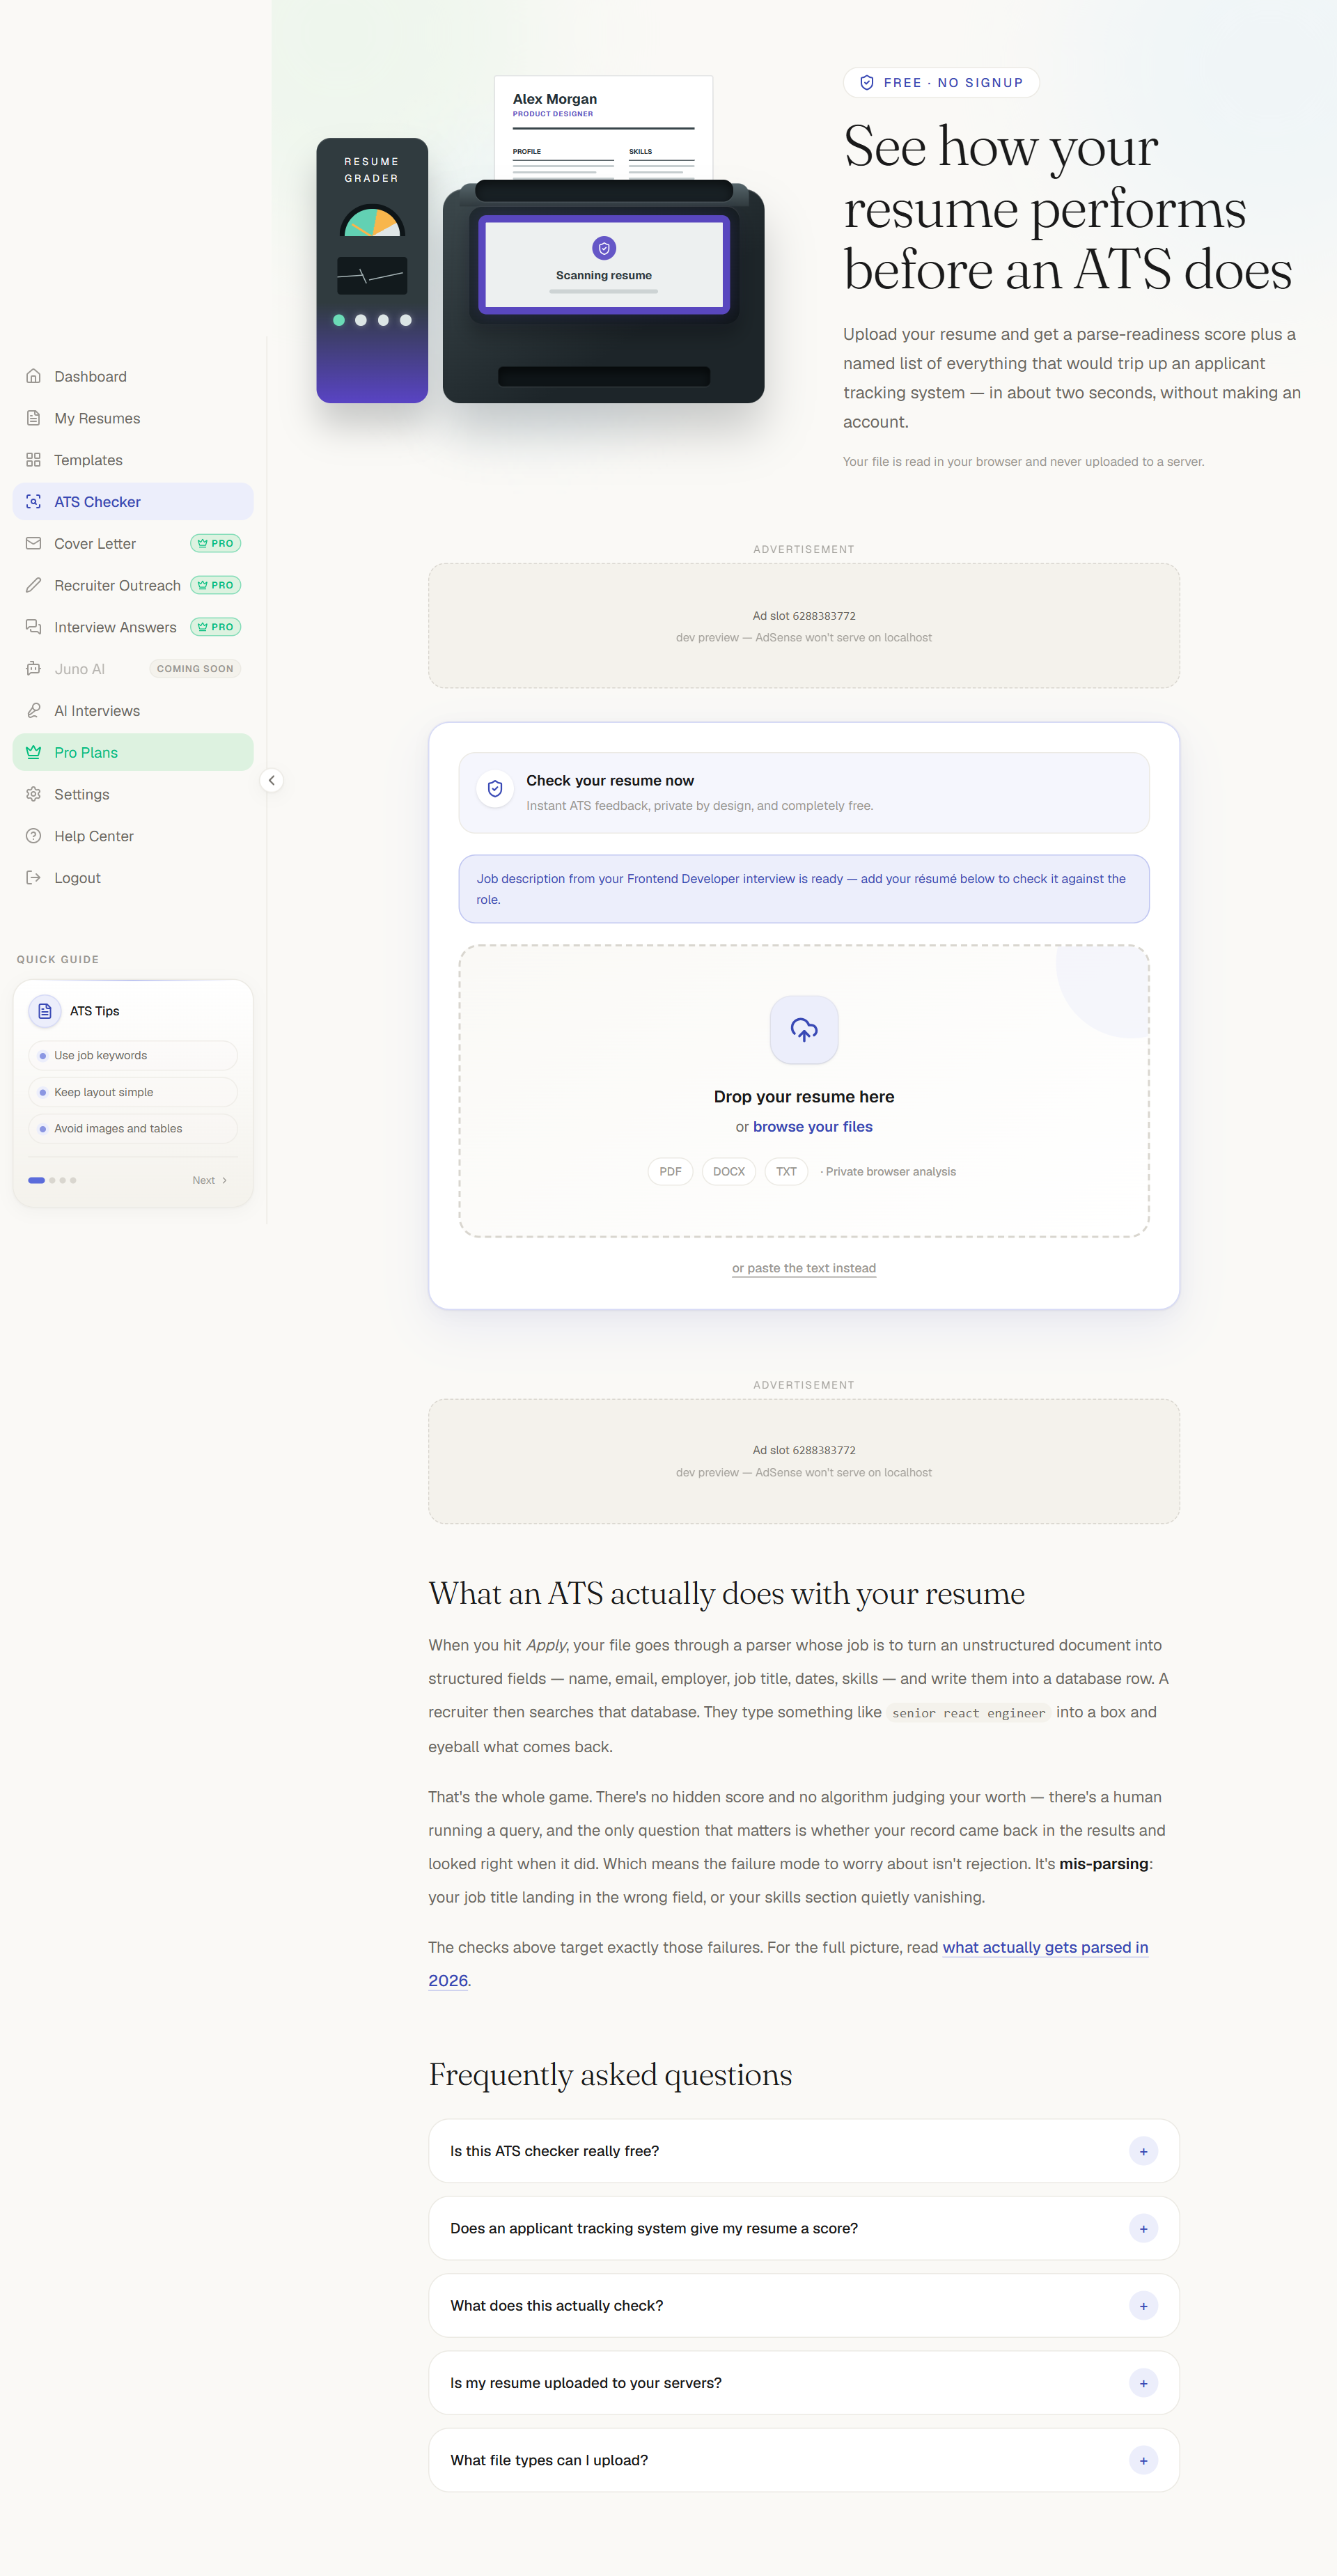 Alex Morgan
PRODUCT DESIGNER
PROFILE
SKILLS
RESUME
GRADER
Scanning resume
FREE · NO SIGNUP
See how your
resume performs
before an ATS does
Upload your resume and get a parse-readiness score plus a
named list of everything that would trip up an applicant
tracking system — in about two seconds, without making an
account.
Your file is read in your browser and never uploaded to a server.
Dashboard
My Resumes
Templates
ATS Checker
Cover Letter PRO
Recruiter Outreach PRO
Interview Answers PRO
Juno AI COMING SOON
AI Interviews
Pro Plans
Settings
Help Center
Logout
QUICK GUIDE
ATS Tips
Use job keywords
Keep layout simple
Avoid images and tables
Next
ADVERTISEMENT
Ad slot 6288383772
dev preview — AdSense won't serve on localhost
Check your resume now
Instant ATS feedback, private by design, and completely free.
Job description from your Frontend Developer interview is ready — add your résumé below to check it against the
role.
Drop your resume here
or browse your files
PDF DOCX TXT · Private browser analysis
or paste the text instead
ADVERTISEMENT
Ad slot 6288383772
dev preview — AdSense won't serve on localhost
What an ATS actually does with your resume
When you hit Apply, your file goes through a parser whose job is to turn an unstructured document into
structured fields — name, email, employer, job title, dates, skills — and write them into a database row. A
recruiter then searches that database. They type something like senior react engineer into a box and
eyeball what comes back.
That's the whole game. There's no hidden score and no algorithm judging your worth — there's a human
running a query, and the only question that matters is whether your record came back in the results and
looked right when it did. Which means the failure mode to worry about isn't rejection. It's mis-parsing:
your job title landing in the wrong field, or your skills section quietly vanishing.
The checks above target exactly those failures. For the full picture, read what actually gets parsed in
2026.
Frequently asked questions
Is this ATS checker really free? +
Does an applicant tracking system give my resume a score? +
What does this actually check? +
Is my resume uploaded to your servers? +
What file types can I upload? +